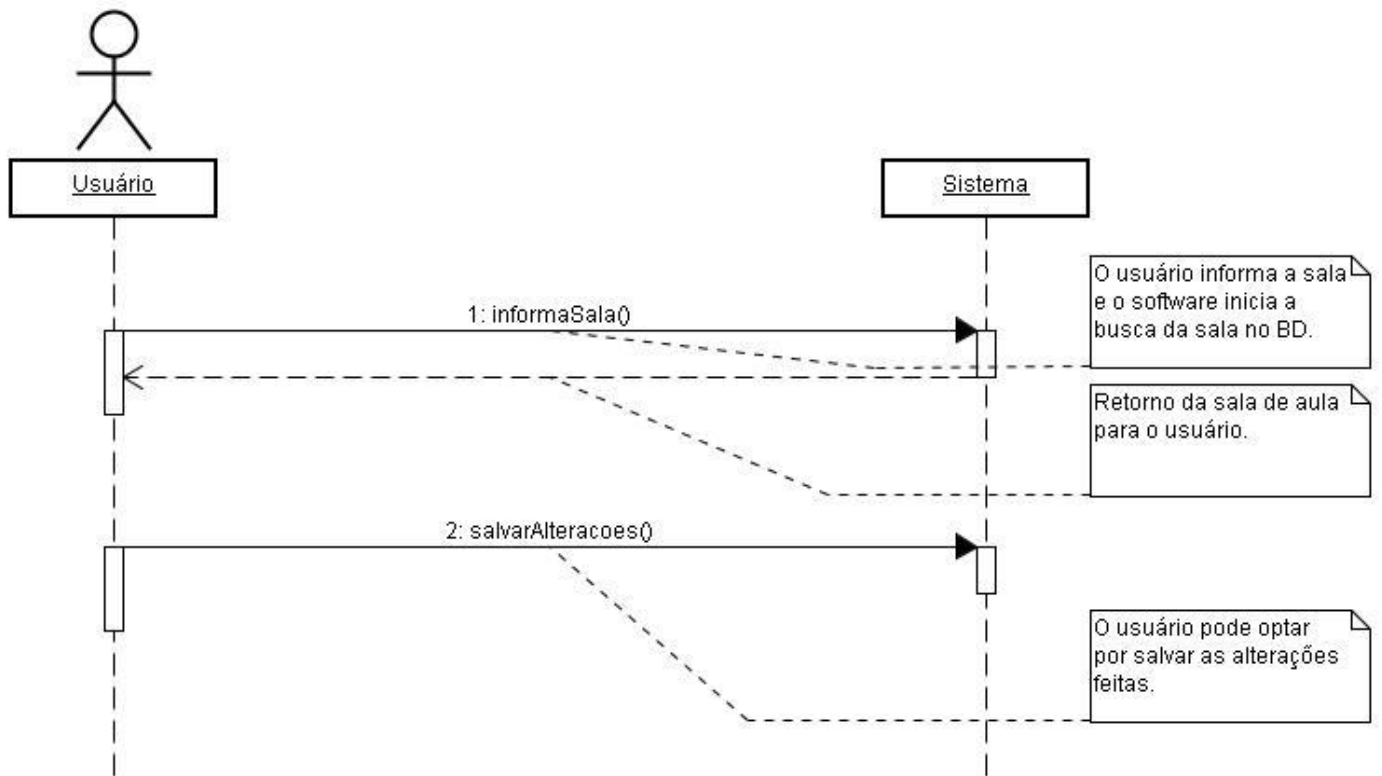 Usuário
Sistema
O usuário informa a sala
e o software inicia a
busca da sala no BD.
1: informaSala()
Retorno da sala de aula
para o usuário.
2: salvarAlteracoes()
O usuário pode optar
por salvar as alterações
feitas.